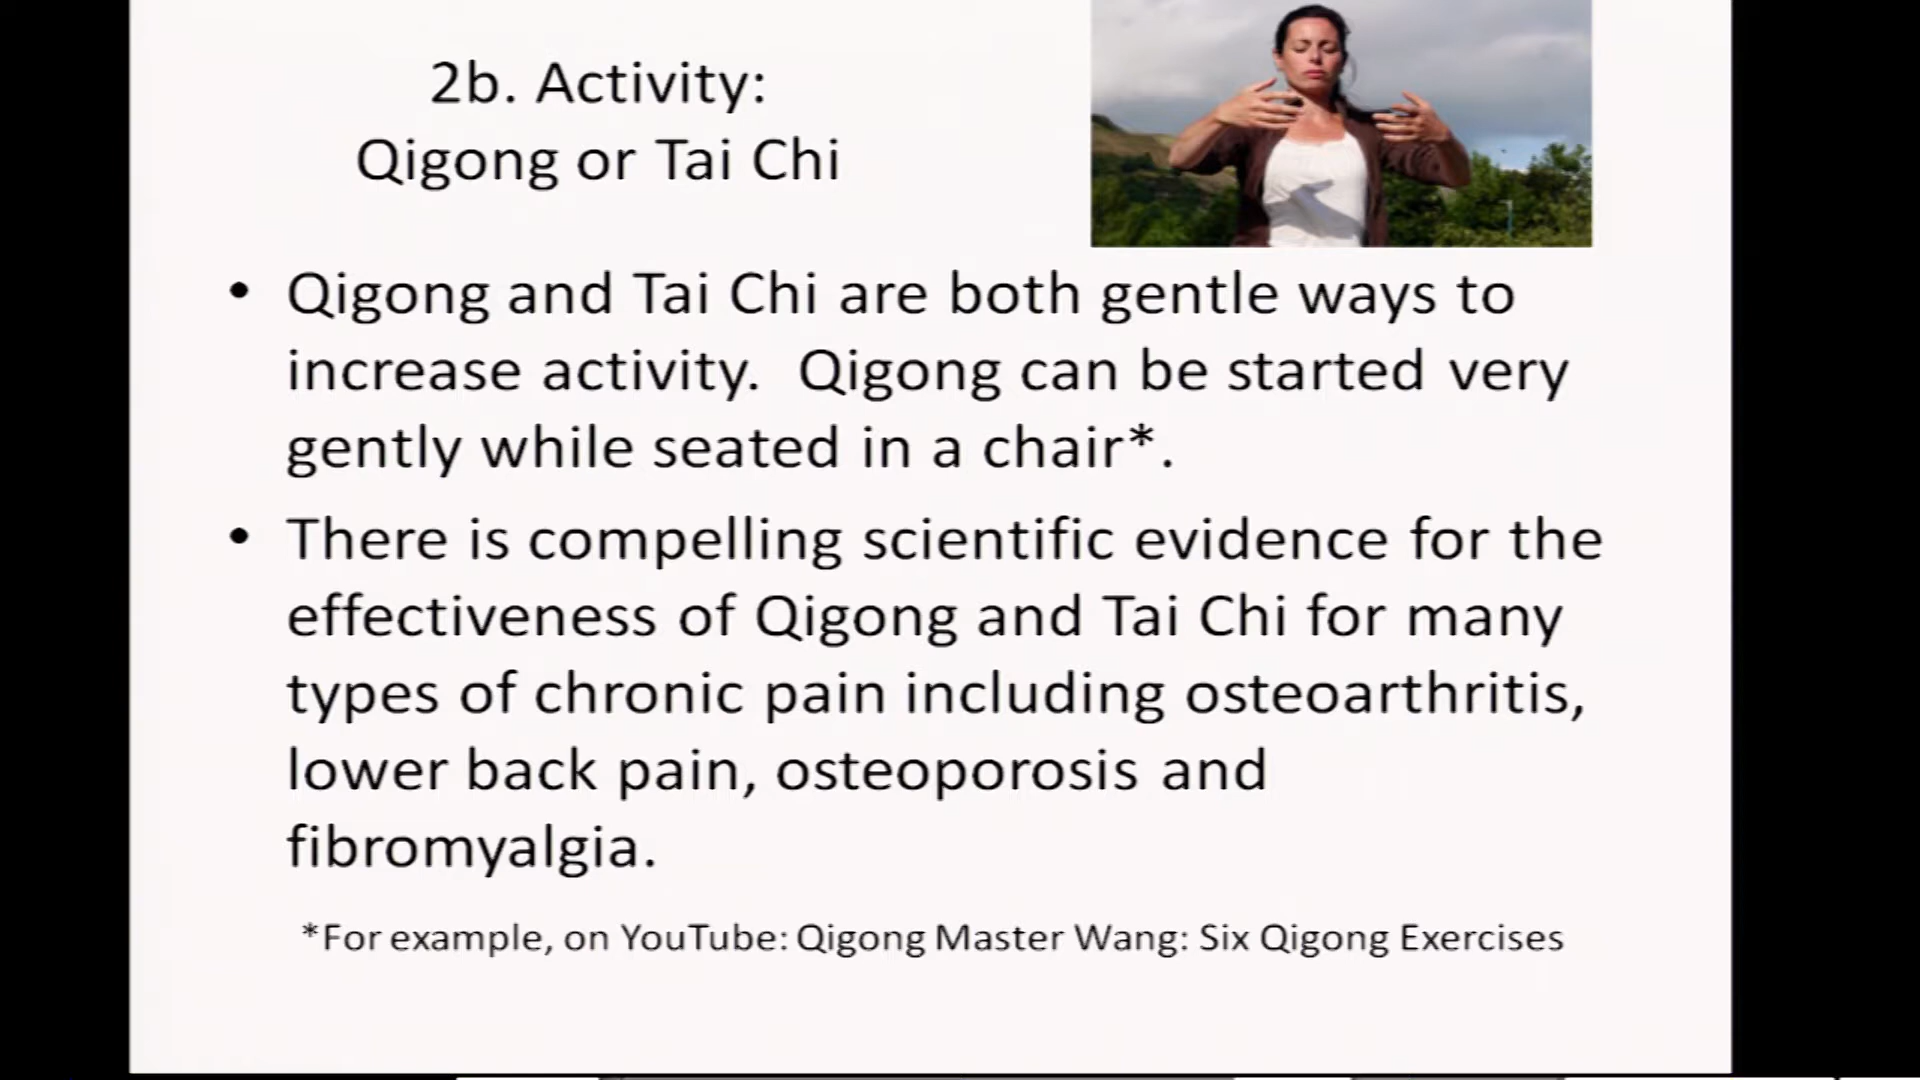 2b. Activity:
Qigong or Tai Chi
• Qigong and Tai Chi are both gentle ways to
increase activity.  Qigong can be started very
gently while seated in a chair*.
• There is compelling scientific evidence for the
effectiveness of Qigong and Tai Chi for many
types of chronic pain including osteoarthritis,
lower back pain, osteoporosis and
fibromyalgia.
*For example, on YouTube: Qigong Master Wang: Six Qigong Exercises